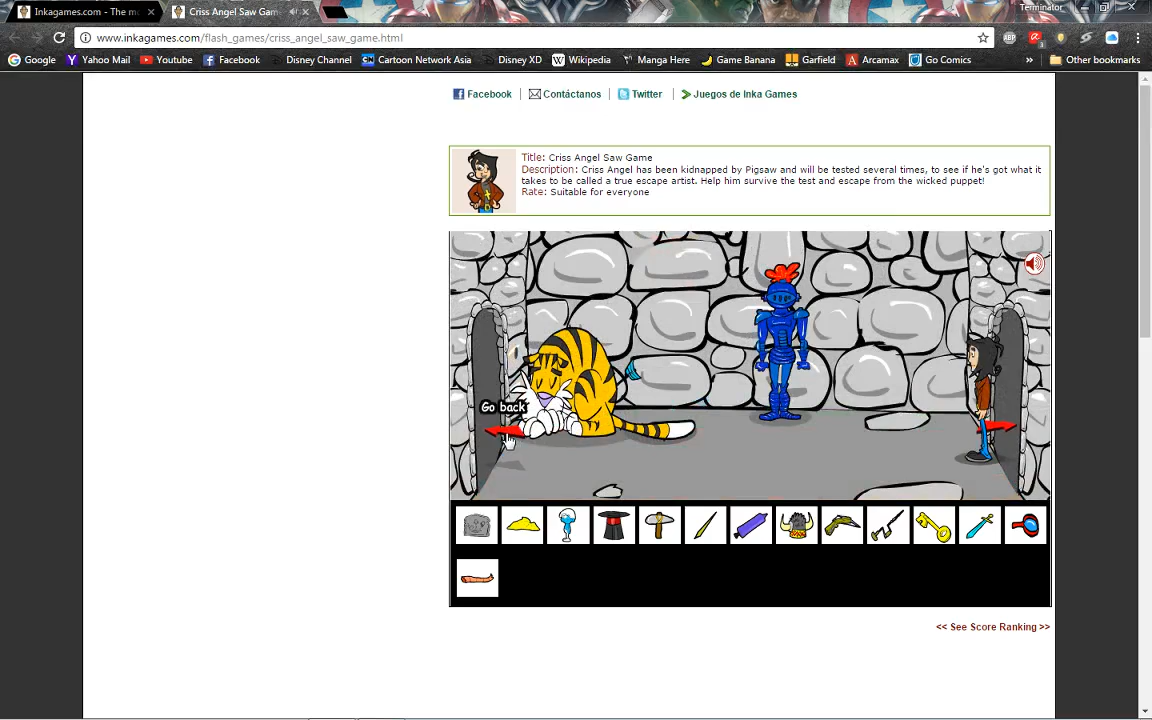 Inkagames.com - The m
Criss Angel Saw Gam
Terminator
www.inkagames.com/flash_games/criss_angel_saw_game.html
ABP
3
Google
Yahoo Mail
Youtube
Facebook
Disney Channel
CN
Cartoon Network Asia
Disney XD
W
Wikipedia
Manga Here
Game Banana
Garfield
A
Arcamax
Go Comics
»
Other bookmarks
Facebook | Contáctanos | Twitter | Juegos de Inka Games
Title: Criss Angel Saw Game
Description: Criss Angel has been kidnapped by Pigsaw and will be tested several times, to see if he's got what it
takes to be called a true escape artist. Help him survive the test and escape from the wicked puppet!
Rate: Suitable for everyone
Go back
<< See Score Ranking >>